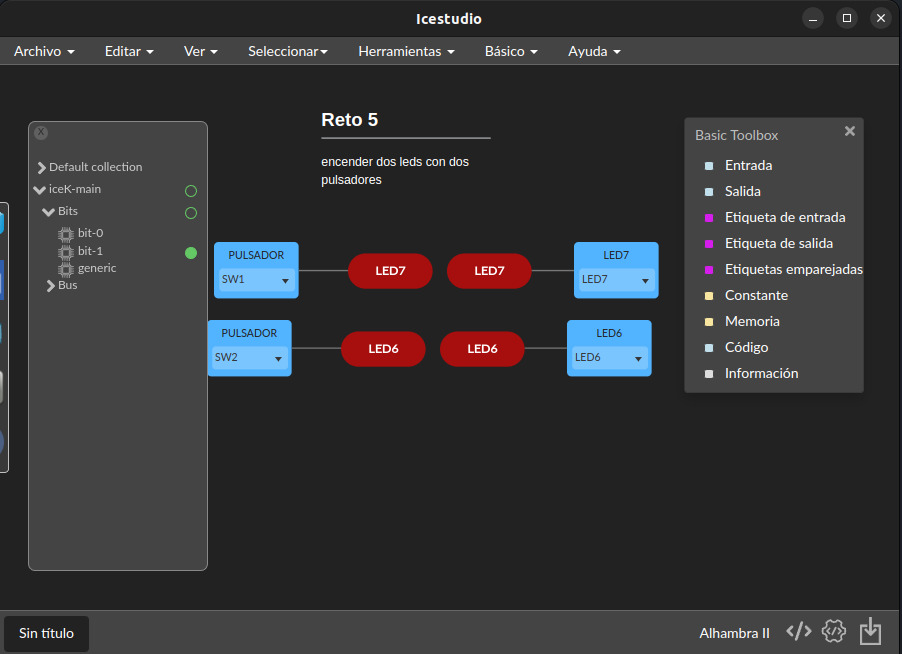 Icestudio
Archivo Editar Ver Seleccionar Herramientas Básico Ayuda
X
Default collection
iceK-main
Bits
bit-0
bit-1
generic
Bus
Reto 5
encender dos leds con dos
pulsadores
PULSADOR
SW1
LED7
LED7
LED7
LED7
PULSADOR
SW2
LED6
LED6
LED6
LED6
Basic Toolbox
Entrada
Salida
Etiqueta de entrada
Etiqueta de salida
Etiquetas emparejadas
Constante
Memoria
Código
Información
Sin título
Alhambra II